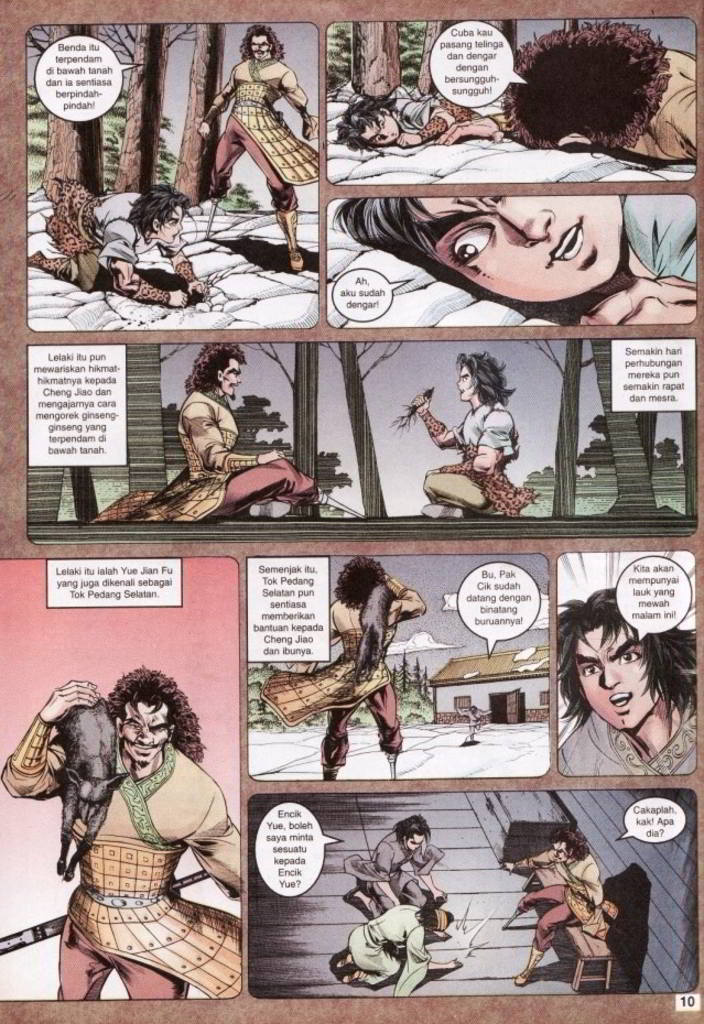 Benda itu
terpendam
di bawah tanah
dan ia sentiasa
berpindah-
pindah!
Cuba kau
pasang telinga
dan dengar
dengan
bersungguh-
sungguh!
Ah,
aku sudah
dengar!
Lelaki itu pun
mewariskan hikmat-
hikmatnya kepada
Cheng Jiao dan
mengajarnya cara
mengorek ginseng-
ginseng yang
terpendam di
bawah tanah.
Semakin hari
perhubungan
mereka pun
semakin rapat
dan mesra.
Lelaki itu ialah Yue Jian Fu
yang juga dikenali sebagai
Tok Pedang Selatan.
Semenjak itu,
Tok Pedang
Selatan pun
sentiasa
memberikan
bantuan kepada
Cheng Jiao
dan ibunya.
Bu, Pak
Cik sudah
datang dengan
binatang
buruannya!
Kita akan
mempunyai
lauk yang
mewah
malam ini!
Encik
Yue, boleh
saya minta
sesuatu
kepada
Encik
Yue?
Cakaplah,
kak! Apa
dia?
10